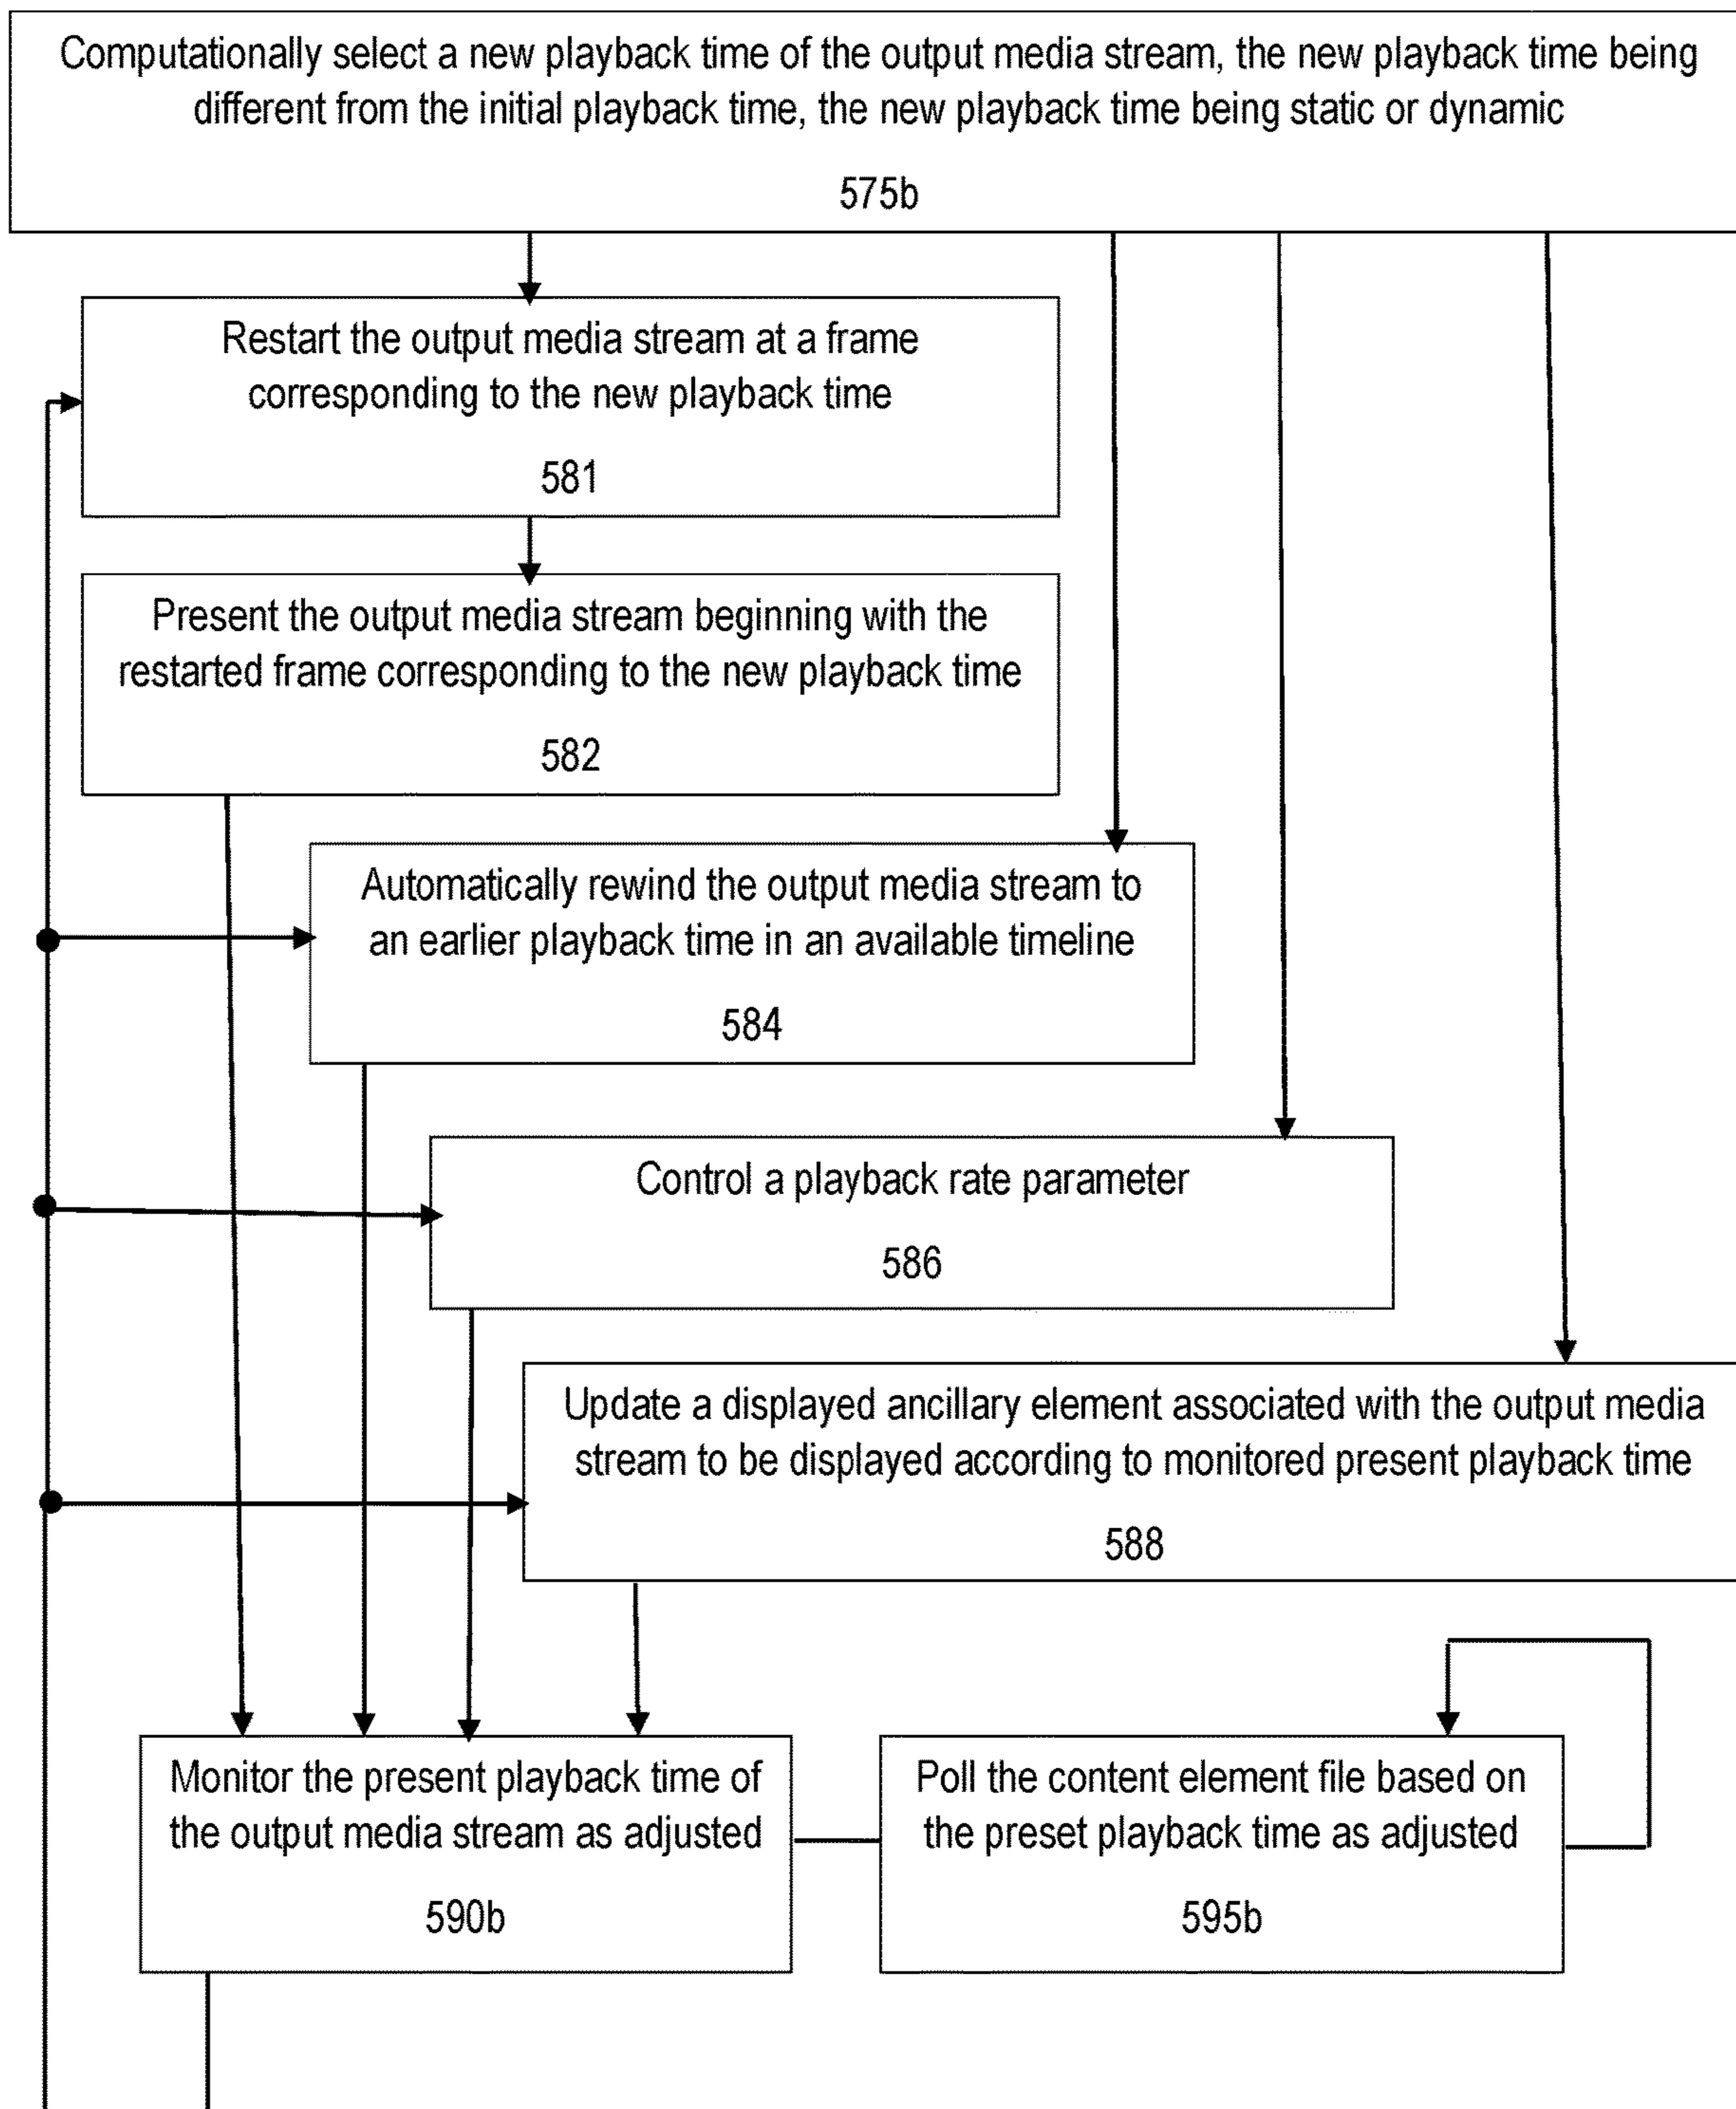 Computationally select a new playback time of the output media stream, the new playback time being
different from the initial playback time, the new playback time being static or dynamic
575b
Restart the output media stream at a frame
corresponding to the new playback time
581
Present the output media stream beginning with the
restarted frame corresponding to the new playback time
582
Automatically rewind the output media stream to
an earlier playback time in an available timeline
584
Control a playback rate parameter
586
Update a displayed ancillary element associated with the output media
stream to be displayed according to monitored present playback time
588
Monitor the present playback time of
the output media stream as adjusted
590b
Poll the content element file based on
the preset playback time as adjusted
595b